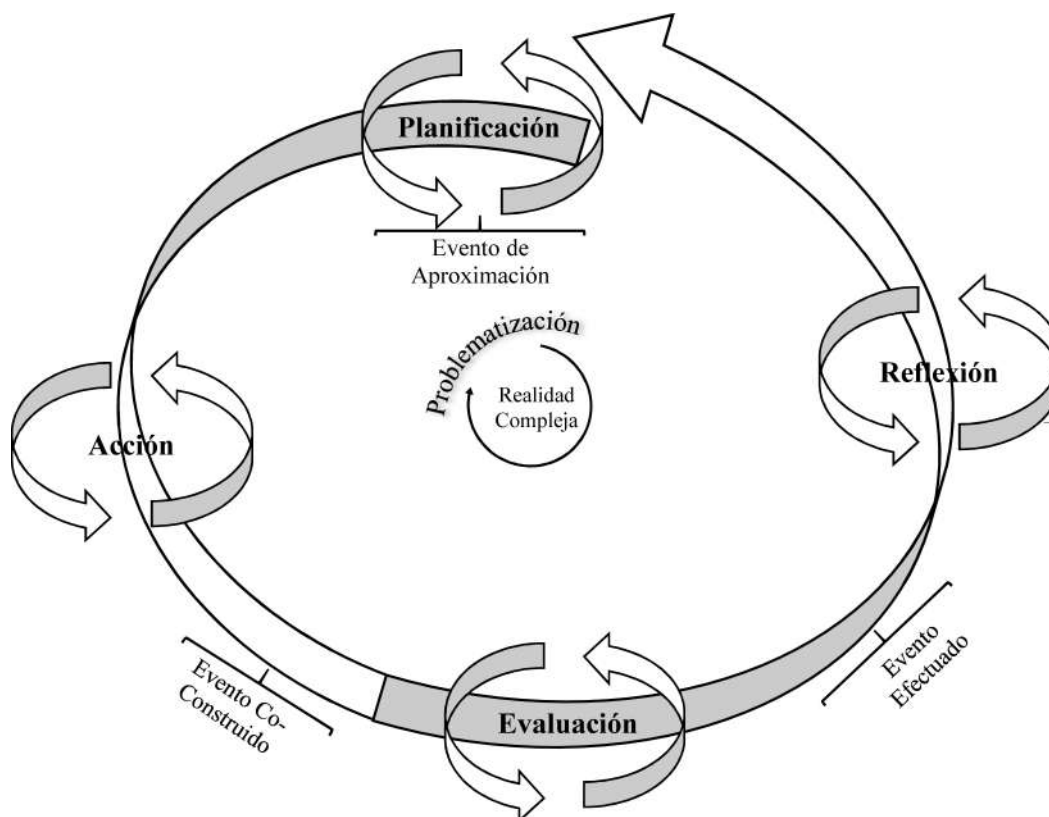 Planificación
Evento de
Aproximación
Problematización
Realidad
Compleja
Reflexión
Acción
Evento Co-
Construido
Evaluación
Evento
Efectuado